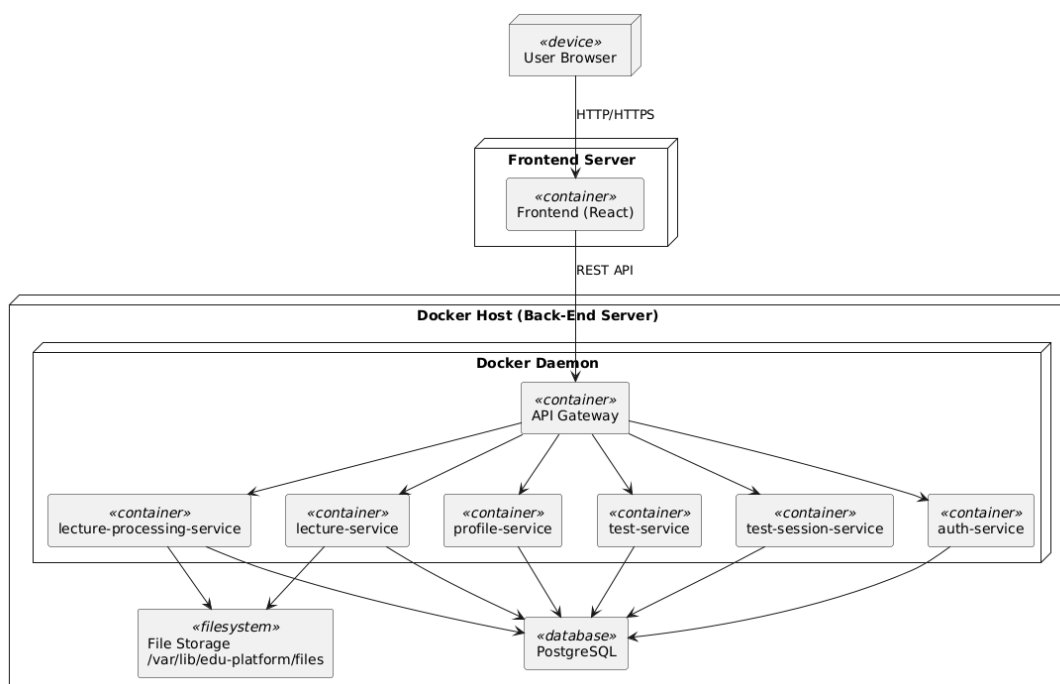 «device»
User Browser
HTTP/HTTPS
Frontend Server
«container»
Frontend (React)
REST API
Docker Host (Back-End Server)
Docker Daemon
«container»
API Gateway
«container»
lecture-processing-service
«container»
lecture-service
«container»
profile-service
«container»
test-service
«container»
test-session-service
«container»
auth-service
«filesystem»
File Storage
/var/lib/edu-platform/files
«database»
PostgreSQL